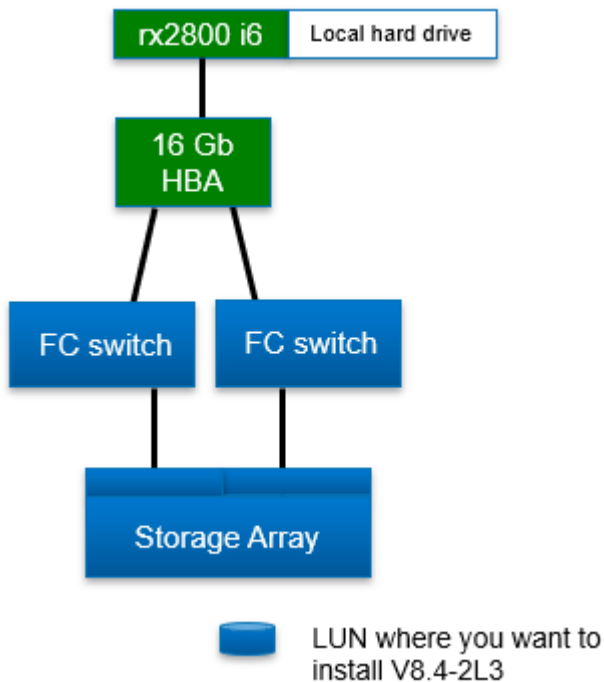 rx2800 i6
Local hard drive
16 Gb
HBA
FC switch
FC switch
Storage Array
LUN where you want to
install V8.4-2L3